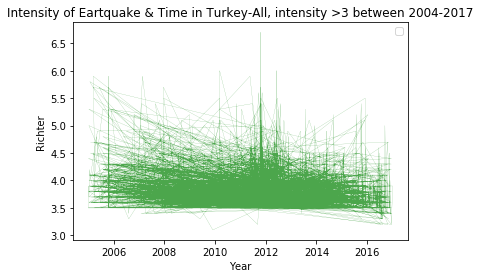 Intensity of Eartquake & Time in Turkey-All, intensity >3 between 2004-2017
6.5
6.0
5.5
5.0
4.5
4.0
3.5
3.0
Richter
2006 2008 2010 2012 2014 2016
Year